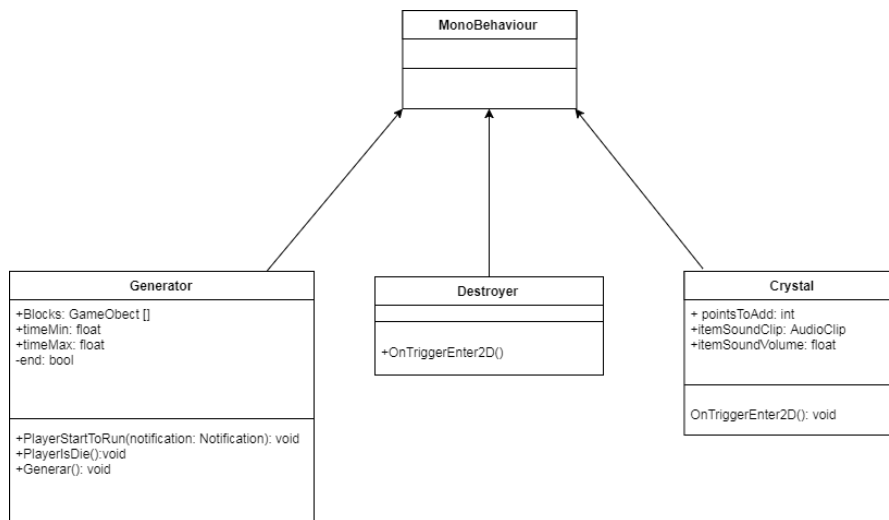 MonoBehaviour
Generator
+Blocks: GameObect []
+timeMin: float
+timeMax: float
-end: bool
+PlayerStartToRun(notification: Notification): void
+PlayerIsDie():void
+Generar(): void
Destroyer
+OnTriggerEnter2D()
Crystal
+ pointsToAdd: int
+itemSoundClip: AudioClip
+itemSoundVolume: float
OnTriggerEnter2D(): void